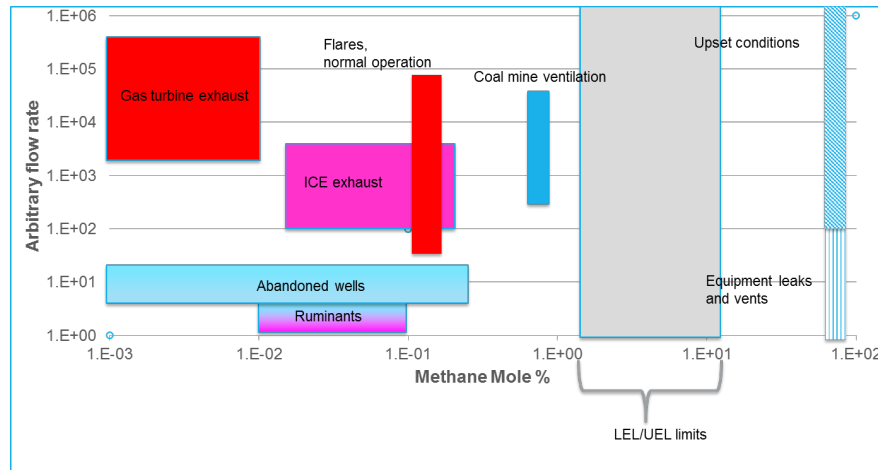 1.E+06
1.E+05
1.E+04
1.E+03
1.E+02
1.E+01
1.E+00
Arbitrary flow rate
Gas turbine exhaust
Flares,
normal operation
Coal mine ventilation
Upset conditions
ICE exhaust
Abandoned wells
Ruminants
Equipment leaks
and vents
1.E-03
1.E-02
1.E-01
1.E+00
1.E+01
1.E+02
Methane Mole %
LEL/UEL limits